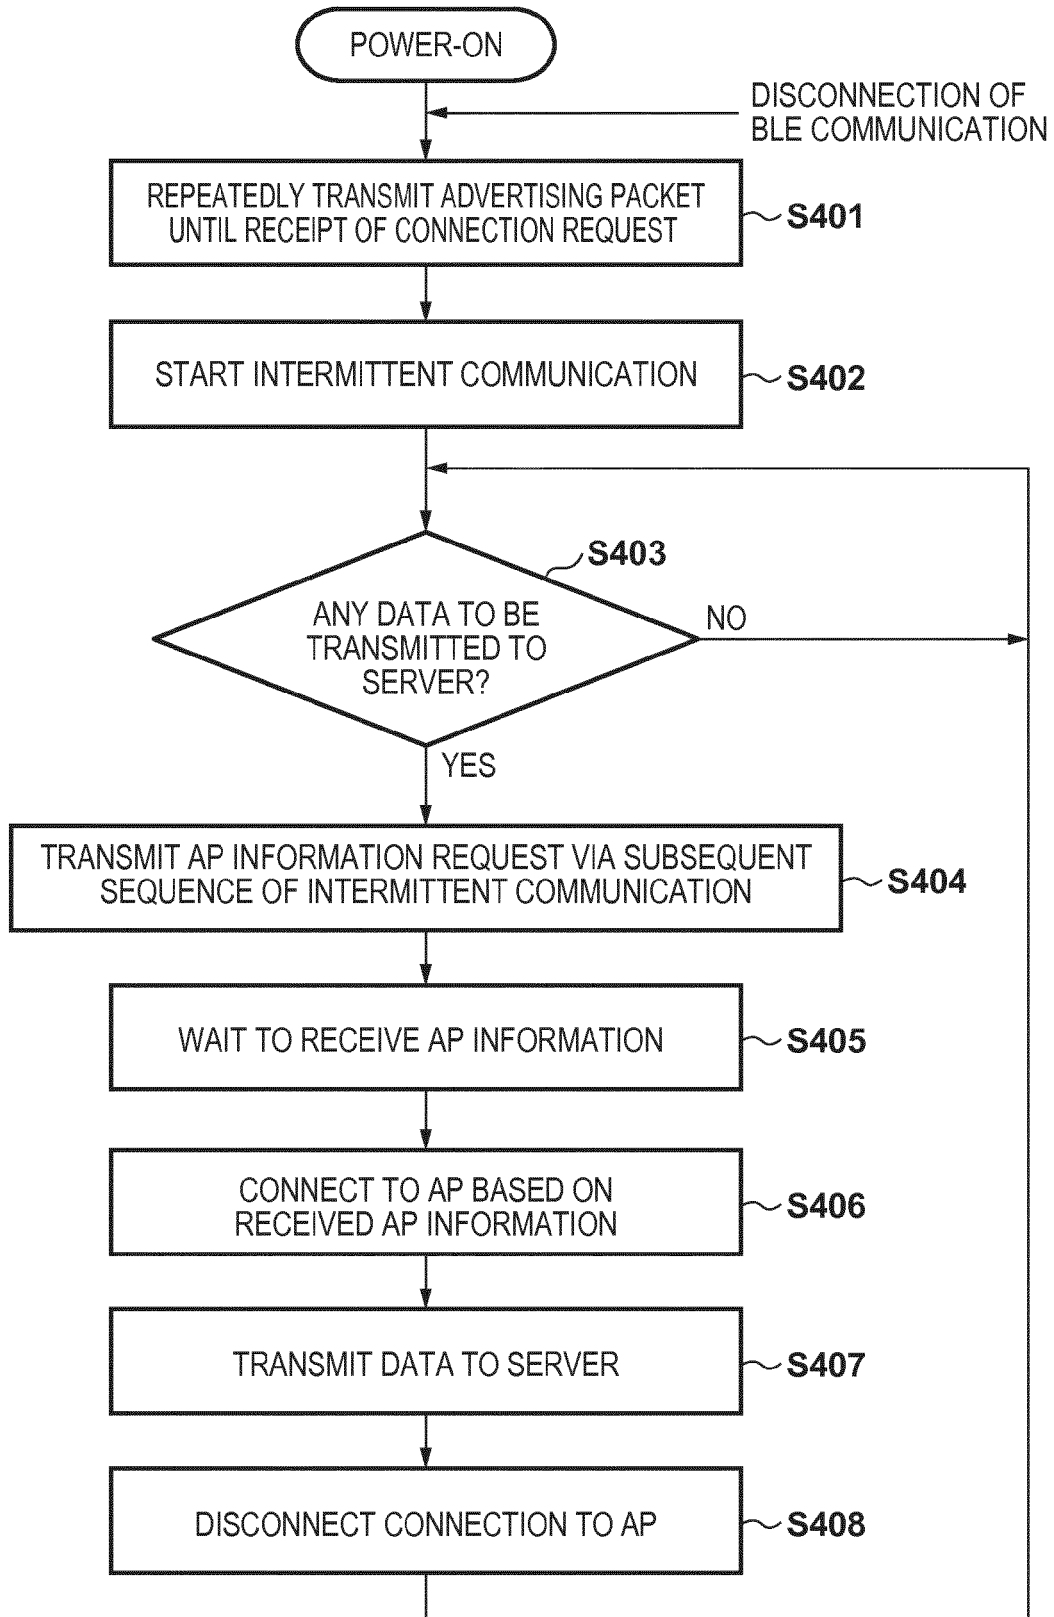 POWER-ON
DISCONNECTION OF
BLE COMMUNICATION
REPEATEDLY TRANSMIT ADVERTISING PACKET
UNTIL RECEIPT OF CONNECTION REQUEST
S401
START INTERMITTENT COMMUNICATION
S402
S403
ANY DATA TO BE
TRANSMITTED TO
SERVER?
NO
YES
TRANSMIT AP INFORMATION REQUEST VIA SUBSEQUENT
SEQUENCE OF INTERMITTENT COMMUNICATION
S404
WAIT TO RECEIVE AP INFORMATION
S405
CONNECT TO AP BASED ON
RECEIVED AP INFORMATION
S406
TRANSMIT DATA TO SERVER
S407
DISCONNECT CONNECTION TO AP
S408